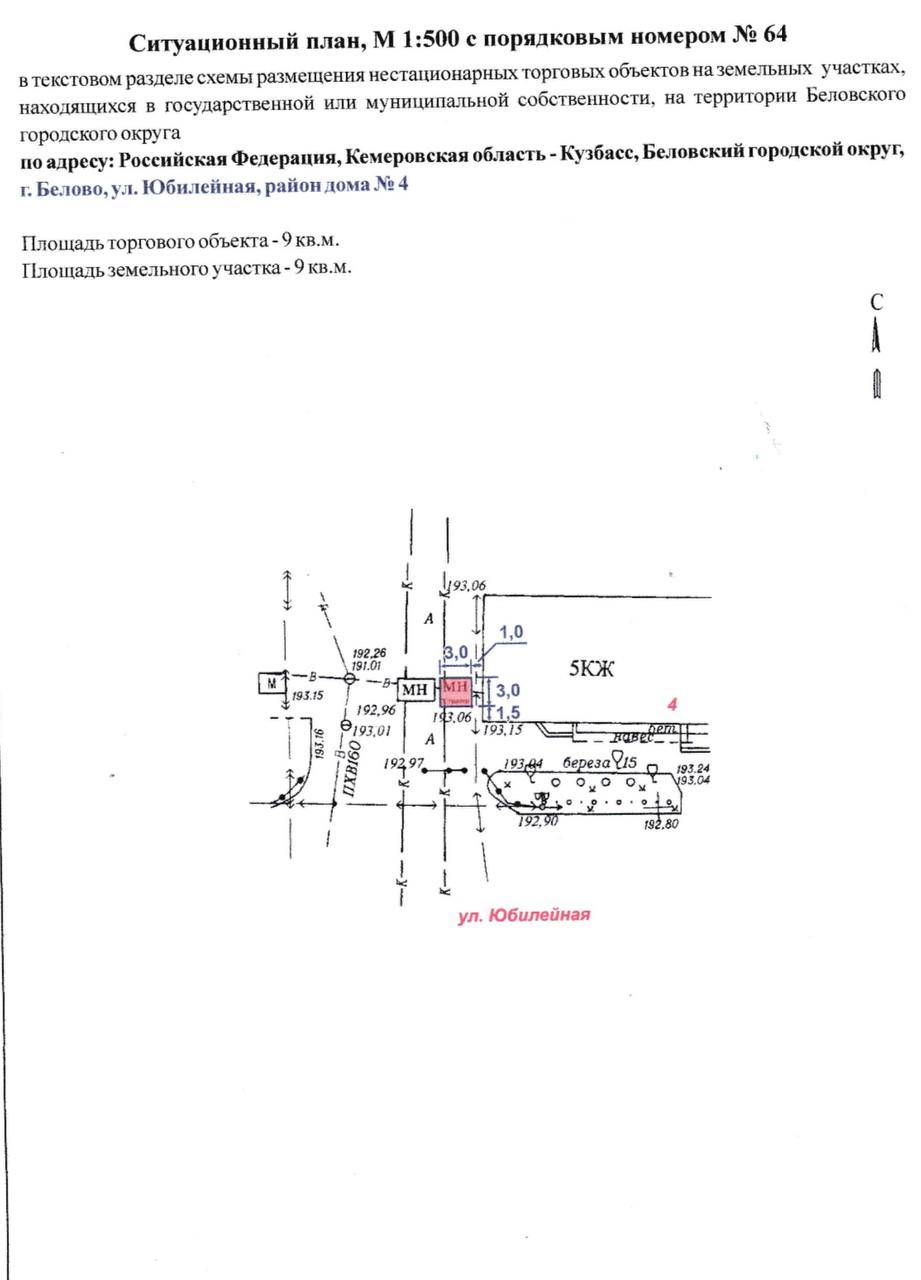 Ситуационный план, М 1:500 с порядковым номером № 64
в текстовом разделе схемы размещения нестационарных торговых объектов на земельных участках,
находящихся в государственной или муниципальной собственности, на территории Беловского
городского округа
по адресу: Российская Федерация, Кемеровская область - Кузбасс, Беловский городской округ,
г. Белово, ул. Юбилейная, район дома № 4
Площадь торгового объекта - 9 кв.м.
Площадь земельного участка - 9 кв.м.
С
К
К
193,06
А
1,0
3,0
192.26
191.01
5КЖ
М
В
В
МН
МН
3,0
193.15
4
192,96
193.06
1,5
193,01
193,15
бет
навес
193.16
А
В
ПХВ160
192,97
193,04
береза 15
193.24
193.04
К
К
192,90
192,80
К
К
ул. Юбилейная